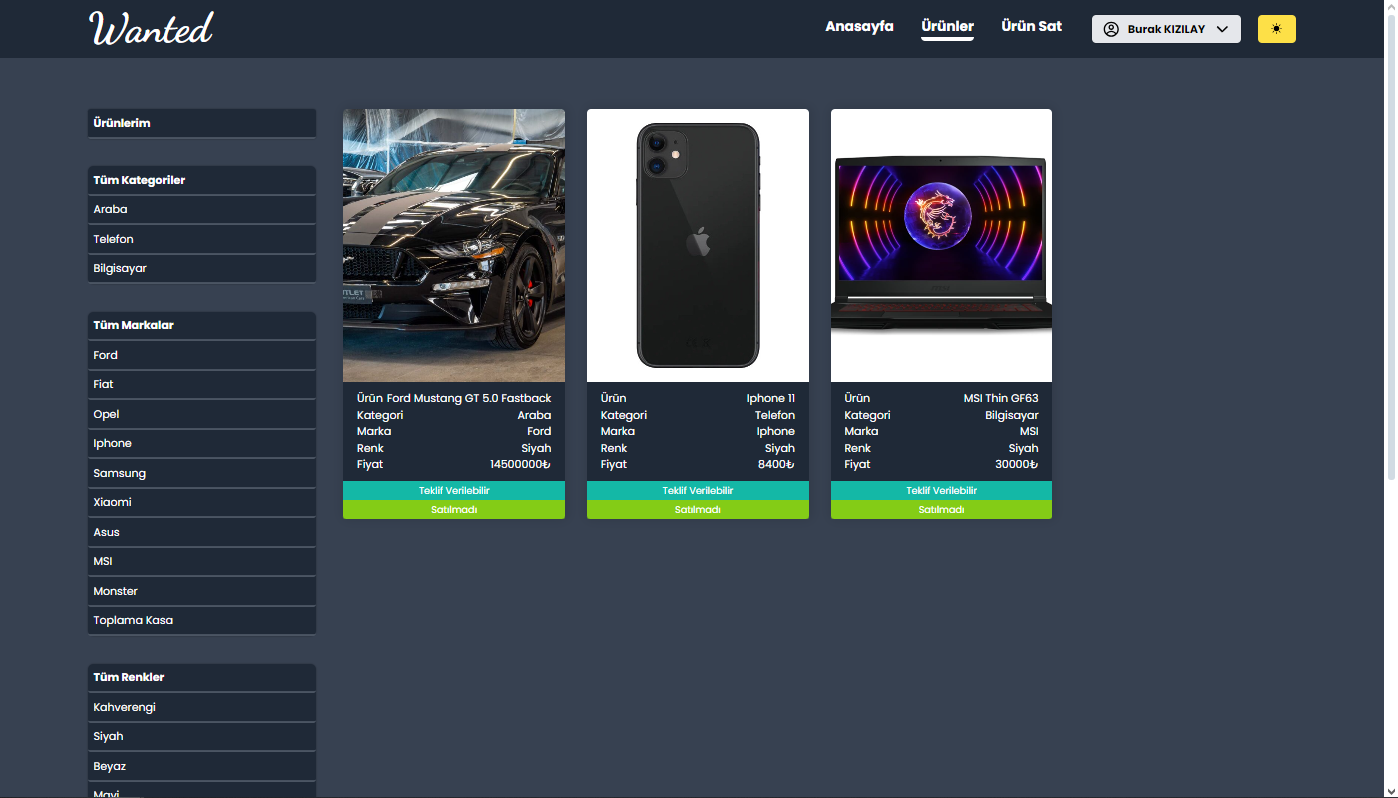 Wanted
Anasayfa
Ürünler
Ürün Sat
Burak KIZILAY
Ürünlerim
Tüm Kategoriler
Araba
Telefon
Bilgisayar
Tüm Markalar
Ford
Fiat
Opel
Iphone
Samsung
Xiaomi
Asus
MSI
Monster
Toplama Kasa
Tüm Renkler
Kahverengi
Siyah
Beyaz
Mavi
Ürün Ford Mustang GT 5.0 Fastback
Kategori Araba
Marka Ford
Renk Siyah
Fiyat 14500000₺
Teklif Verilebilir
Satılmadı
Ürün Iphone 11
Kategori Telefon
Marka Iphone
Renk Siyah
Fiyat 8400₺
Teklif Verilebilir
Satılmadı
Ürün MSI Thin GF63
Kategori Bilgisayar
Marka MSI
Renk Siyah
Fiyat 30000₺
Teklif Verilebilir
Satılmadı